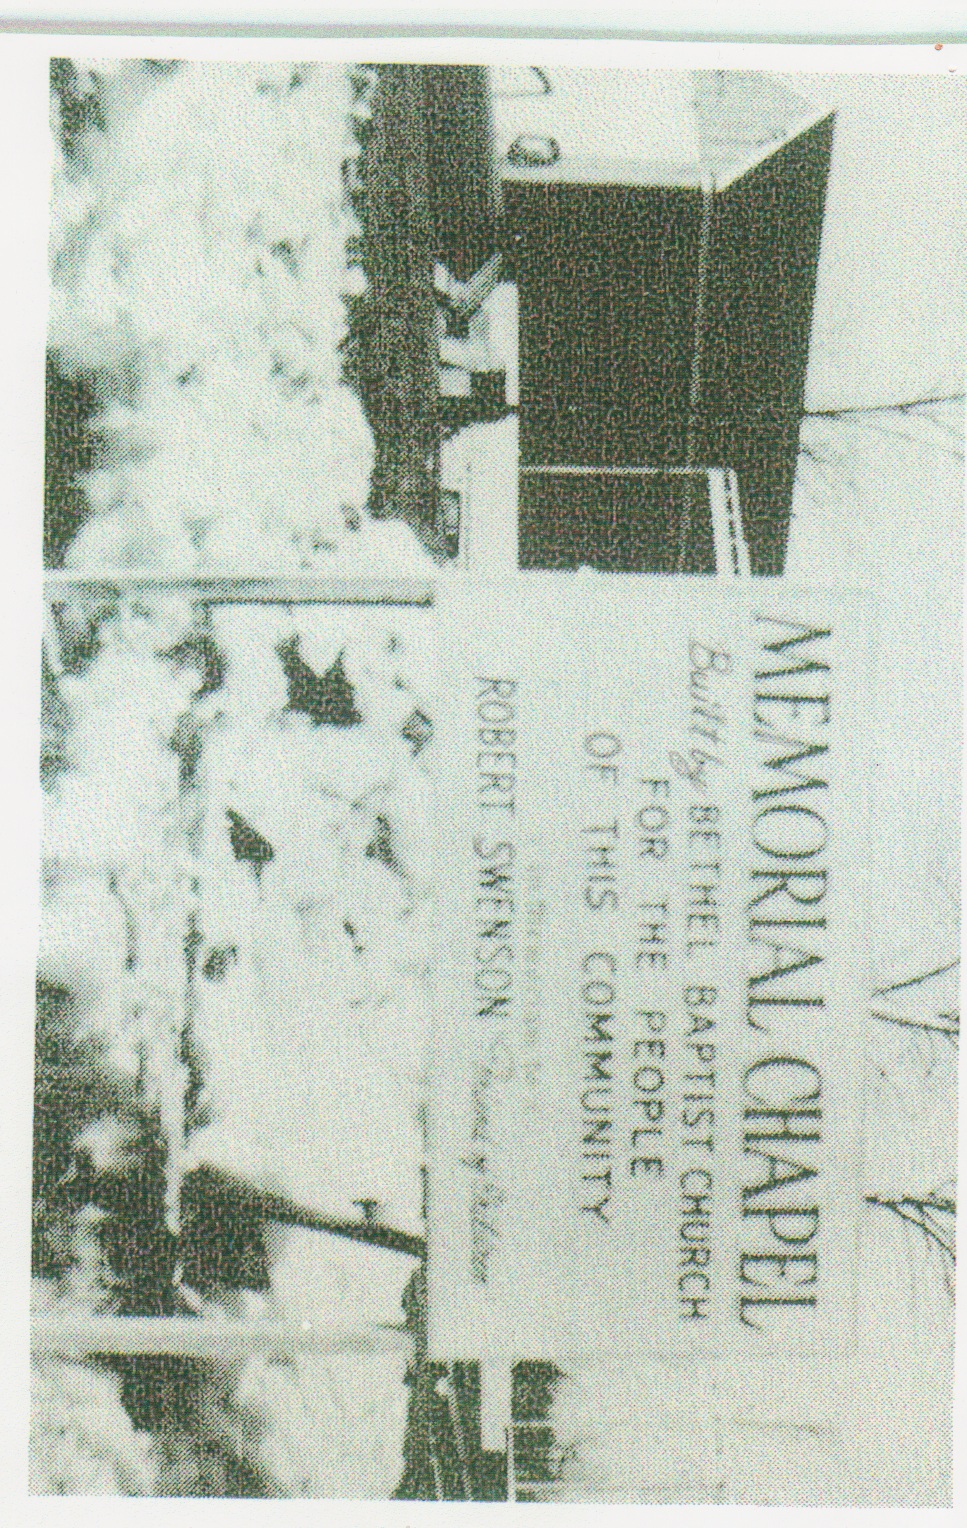 MEMORIAL CHAPEL
Built by BETHEL BAPTIST CHURCH
FOR THE PEOPLE
OF THIS COMMUNITY
ROBERT SWENSON